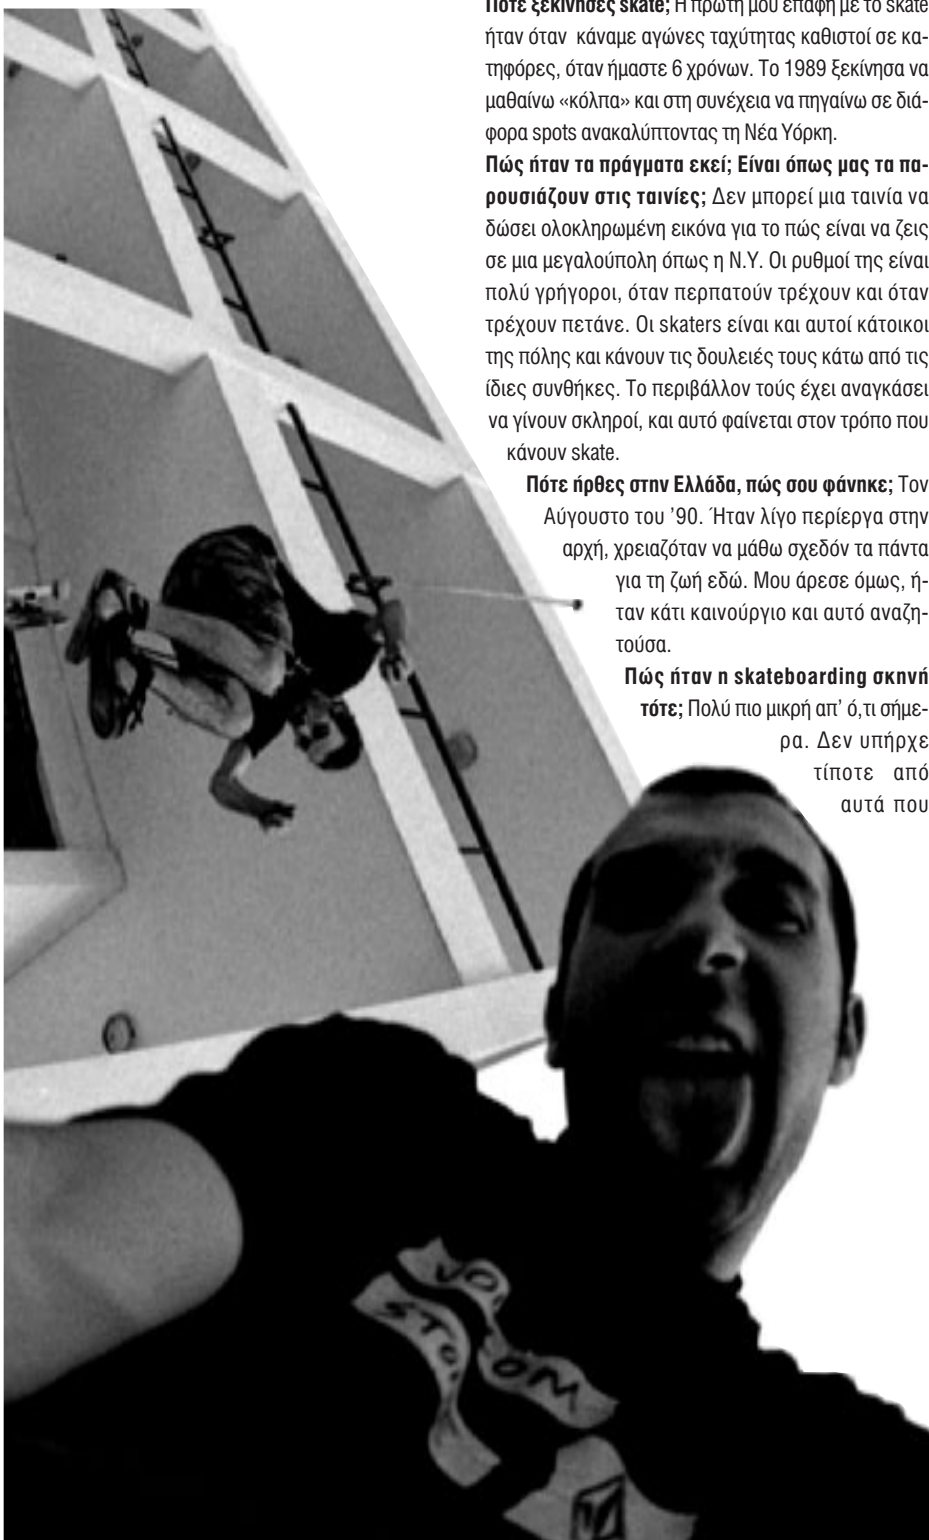 Πότε ξεκίνησες skate; Η πρώτη μου επαφή με το skate
ήταν όταν κάναμε αγώνες ταχύτητας καθιστοί σε κα-
τηφόρες, όταν ήμαστε 6 χρόνων. Το 1989 ξεκίνησα να
μαθαίνω «κόλπα» και στη συνέχεια να πηγαίνω σε διά-
φορα spots ανακαλύπτοντας τη Νέα Υόρκη.
Πώς ήταν τα πράγματα εκεί; Είναι όπως μας τα πα-
ρουσιάζουν στις ταινίες; Δεν μπορεί μια ταινία να
δώσει ολοκληρωμένη εικόνα για το πώς είναι να ζεις
σε μια μεγαλούπολη όπως η Ν.Υ. Οι ρυθμοί της είναι
πολύ γρήγοροι, όταν περπατούν τρέχουν και όταν
τρέχουν πετάνε. Οι skaters είναι και αυτοί κάτοικοι
της πόλης και κάνουν τις δουλειές τους κάτω από τις
ίδιες συνθήκες. Το περιβάλλον τούς έχει αναγκάσει
να γίνουν σκληροί, και αυτό φαίνεται στον τρόπο που
κάνουν skate.
Πότε ήρθες στην Ελλάδα, πώς σου φάνηκε; Τον
Αύγουστο του ’90. Ήταν λίγο περίεργα στην
αρχή, χρειαζόταν να μάθω σχεδόν τα πάντα
για τη ζωή εδώ. Μου άρεσε όμως, ή-
ταν κάτι καινούργιο και αυτό αναζη-
τούσα.
Πώς ήταν η skateboarding σκηνή
τότε; Πολύ πιο μικρή απ’ ό,τι σήμε-
ρα. Δεν υπήρχε
τίποτε από
αυτά που